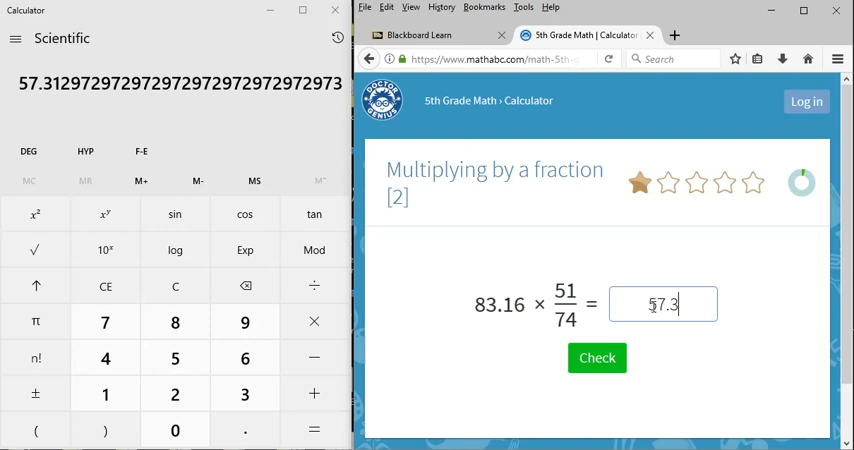 Calculator
Scientific
57.312972972972972972972972972973
DEG HYP F-E
MC MR M+ M- MS M˅
x² xʸ sin cos tan
√ 10ˣ log Exp Mod
↑ CE C ⌫ ÷
π 7 8 9 ×
n! 4 5 6 −
± 1 2 3 +
( ) 0 . =
File Edit View History Bookmarks Tools Help
Blackboard Learn × 5th Grade Math | Calculator × +
https://www.mathabc.com/math-5th-g Search
DOCTOR GENIUS
5th Grade Math › Calculator
Log in
Multiplying by a fraction
[2]
83.16 × 51/74 = 57.3
Check